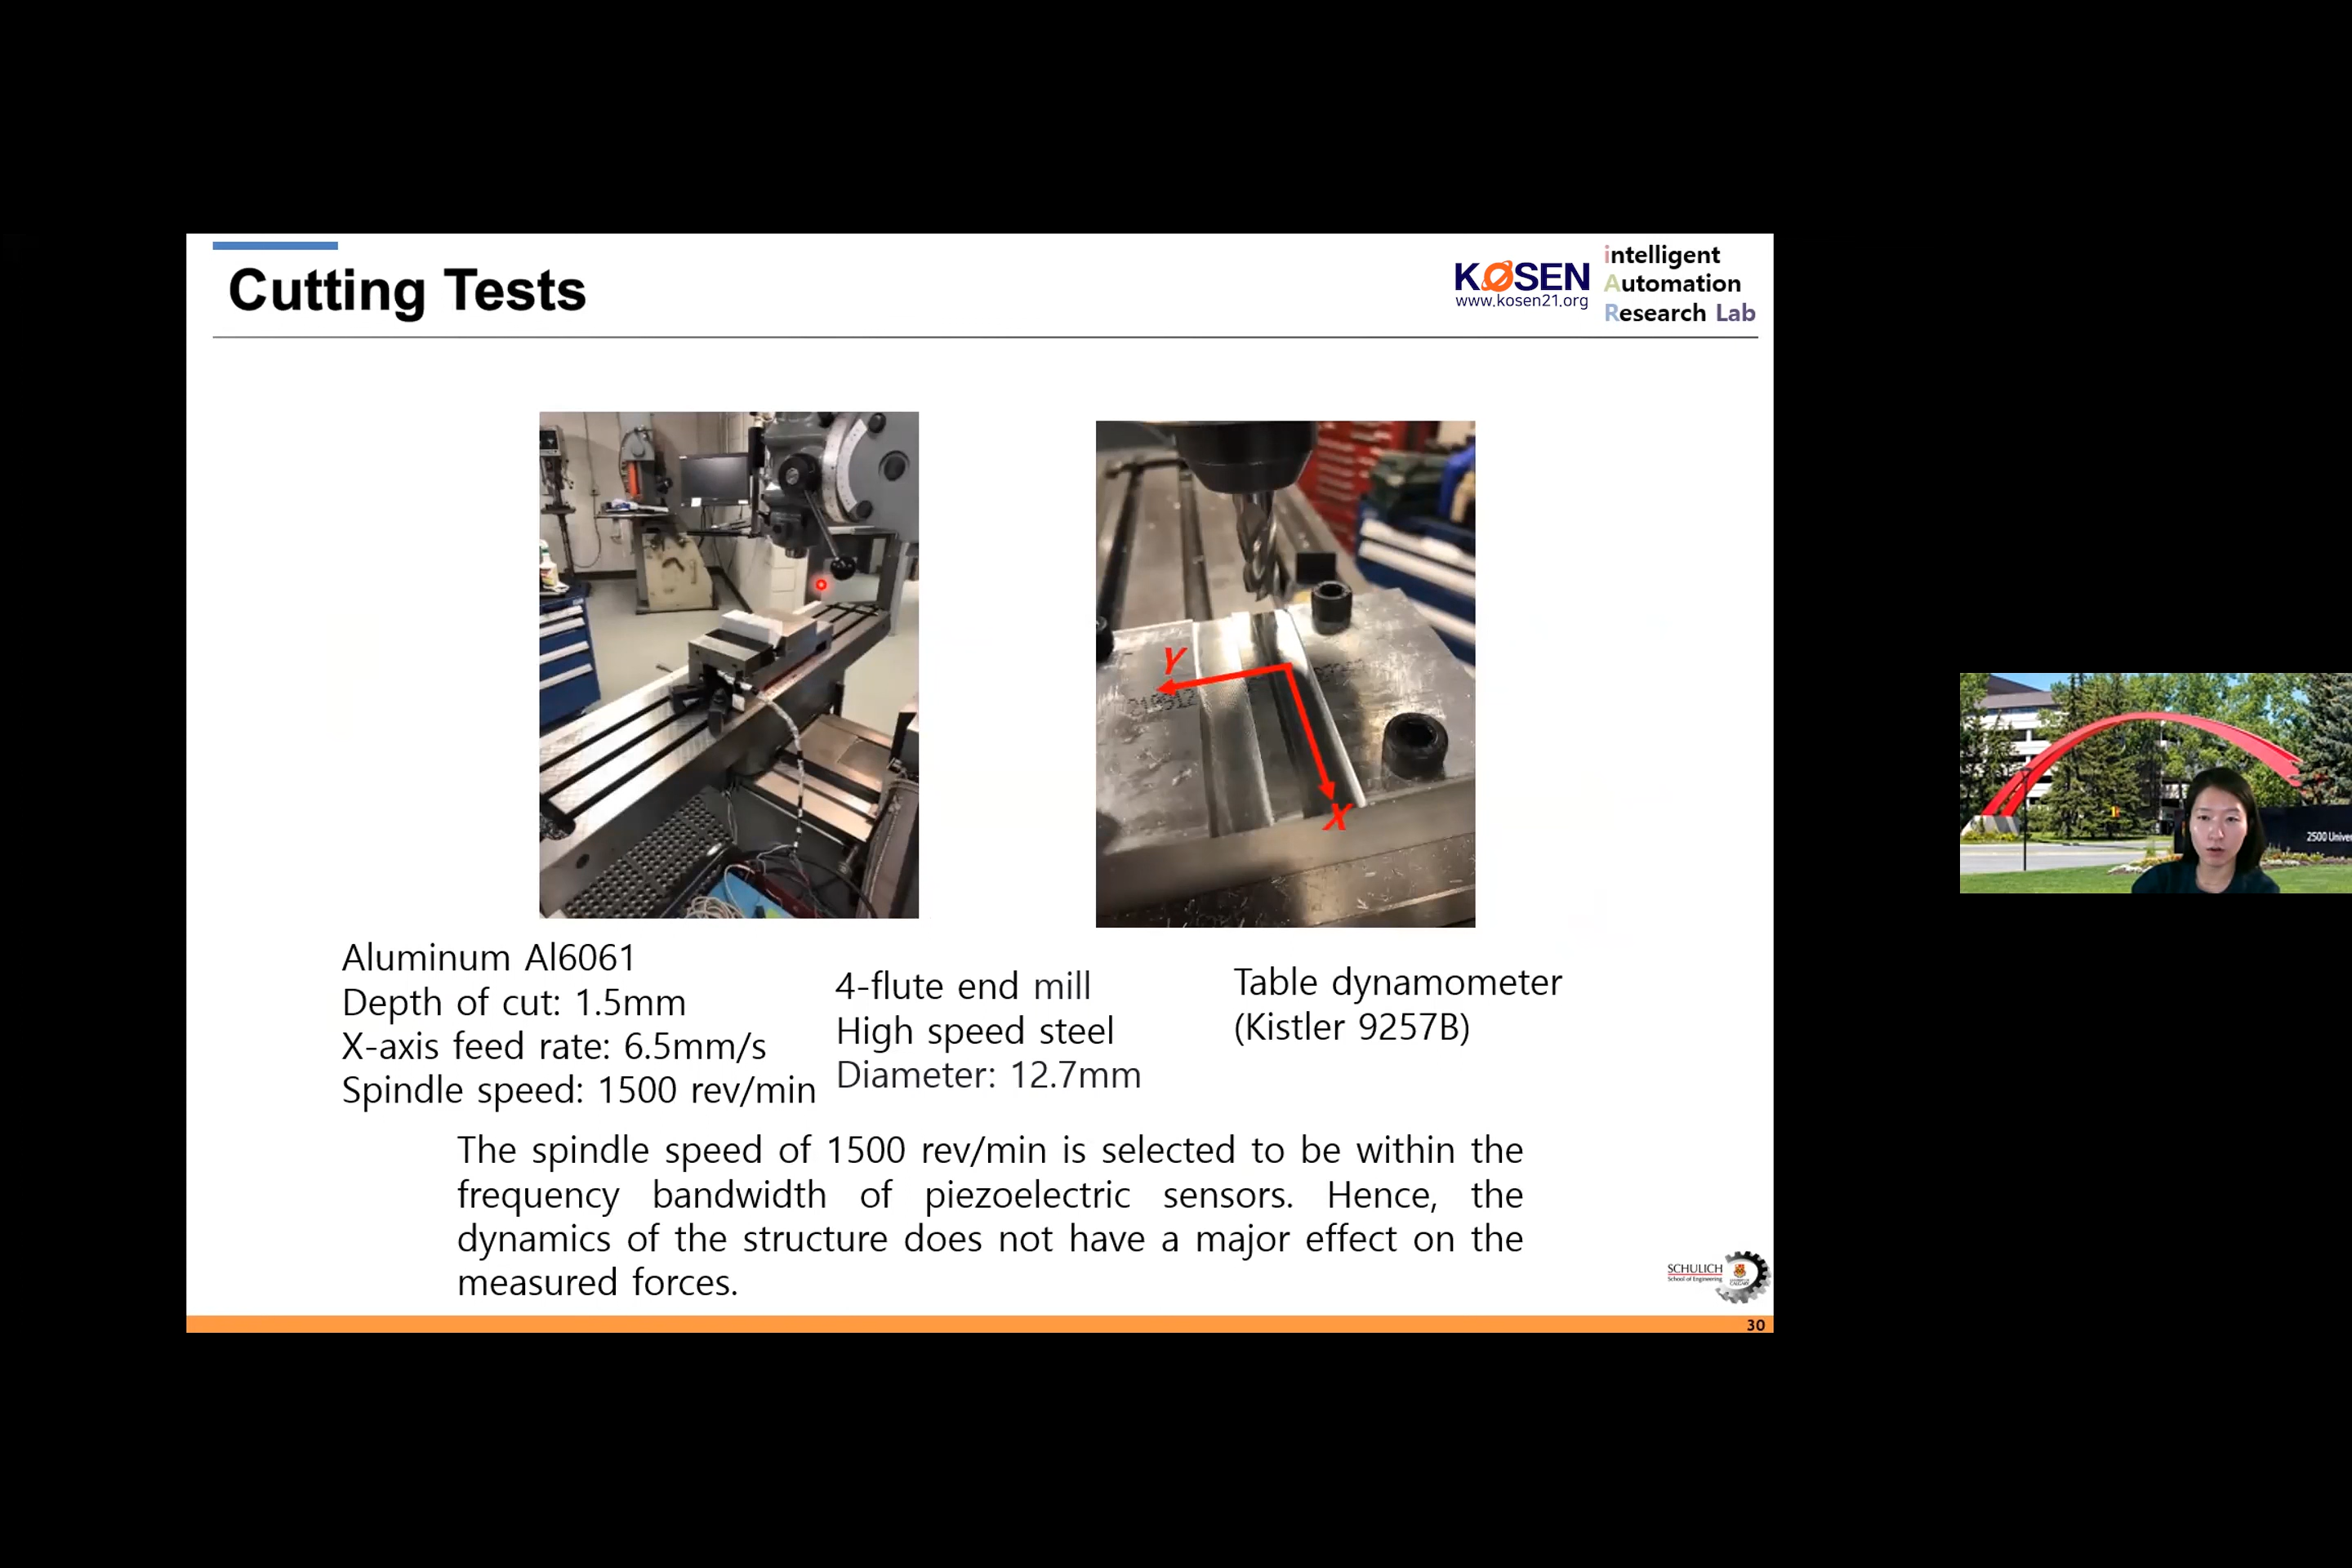 Cutting Tests
KOSEN
www.kosen21.org
intelligent
Automation
Research Lab
Y
X
Aluminum Al6061
Depth of cut: 1.5mm
X-axis feed rate: 6.5mm/s
Spindle speed: 1500 rev/min
4-flute end mill
High speed steel
Diameter: 12.7mm
Table dynamometer
(Kistler 9257B)
The spindle speed of 1500 rev/min is selected to be within the
frequency bandwidth of piezoelectric sensors. Hence, the
dynamics of the structure does not have a major effect on the
measured forces.
SCHULICH
School of Engineering
30
2500 Univer